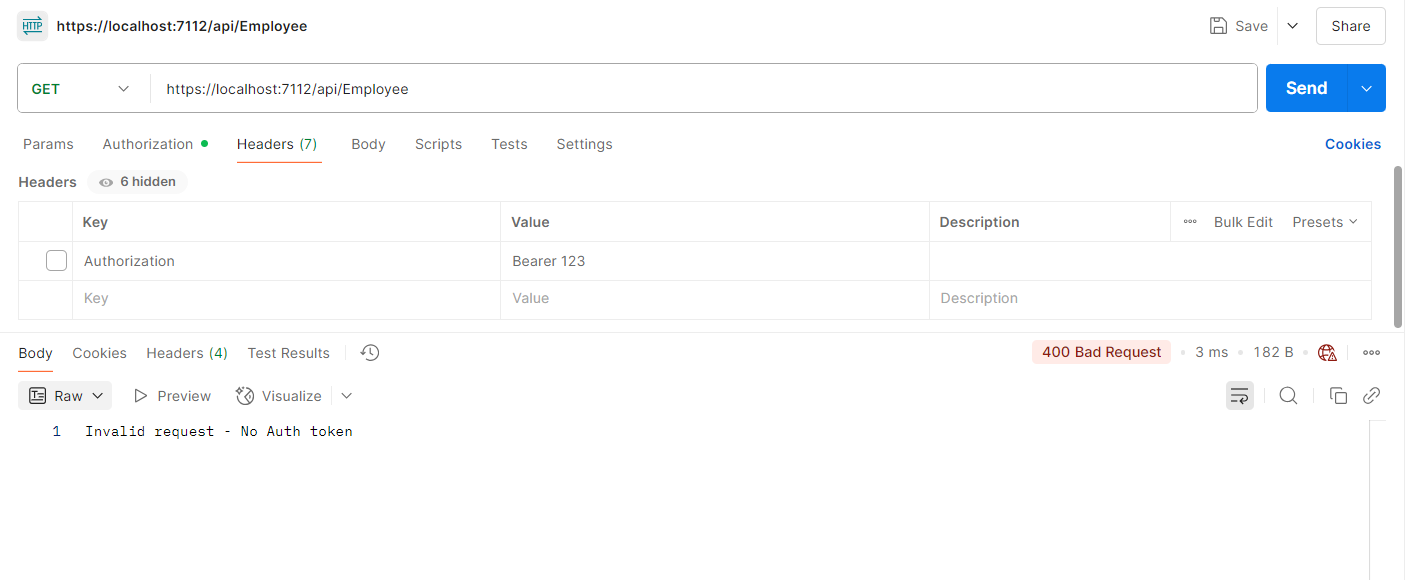 HTTP https://localhost:7112/api/Employee Save Share
GET https://localhost:7112/api/Employee Send
Params Authorization Headers (7) Body Scripts Tests Settings Cookies
Headers 6 hidden
Key Value Description Bulk Edit Presets
Authorization Bearer 123
Key Value Description
Body Cookies Headers (4) Test Results 400 Bad Request 3 ms 182 B
Raw Preview Visualize
1 Invalid request - No Auth token